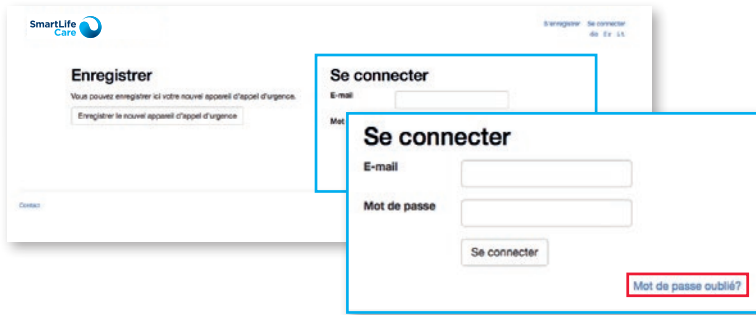 SmartLife
Care
S'enregistrer Se connecter
de fr it
Enregistrer
Vous pouvez enregistrer ici votre nouvel appareil d'appel d'urgence.
Enregistrer le nouvel appareil d'appel d'urgence
Se connecter
E-mail
Mot
Contact
Se connecter
E-mail
Mot de passe
Se connecter
Mot de passe oublié?